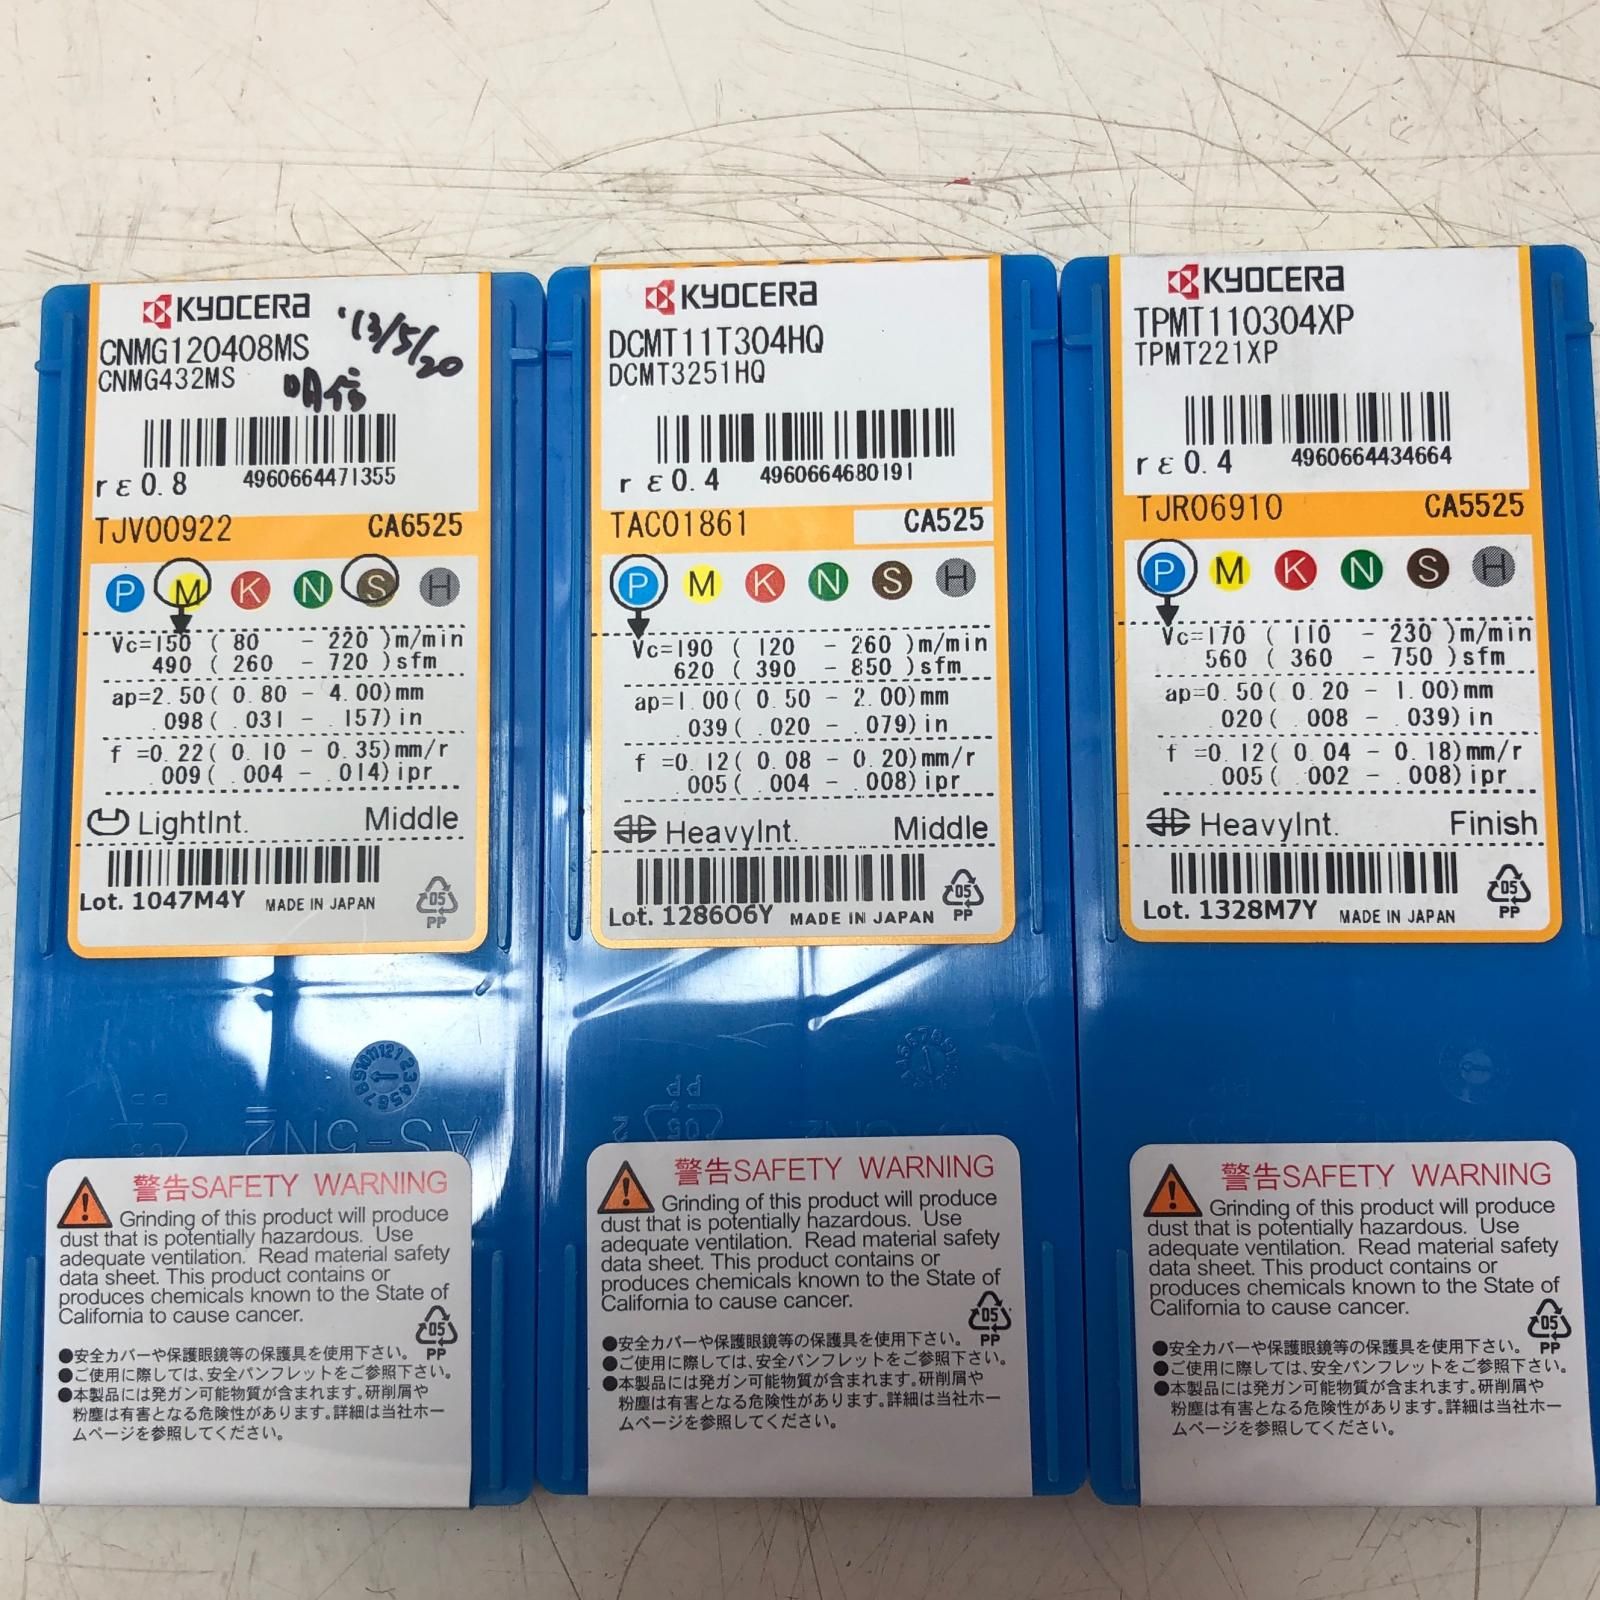 KYOCERA
CNMG120408MS
'13/5/20
CNMG432MS
明信
rε0.8
4960664471355
TJV00922 CA6525
P M K N S H
Vc=150 ( 80 - 220 )m/min
490 ( 260 - 720 )sfm
ap=2.50( 0.80 - 4.00)mm
.098( .031 - .157)in
f =0.22( 0.10 - 0.35)mm/r
.009( .004 - .014)ipr
LightInt. Middle
Lot. 1047M4Y MADE IN JAPAN
05
PP
AS-5N2
警告SAFETY WARNING
Grinding of this product will produce
dust that is potentially hazardous. Use
adequate ventilation. Read material safety
data sheet. This product contains or
produces chemicals known to the State of
California to cause cancer.
05
PP
●安全カバーや保護眼鏡等の保護具を使用下さい。
●ご使用に際しては、安全パンフレットをご参照下さい。
●本製品には発ガン可能物質が含まれます。研削屑や
粉塵は有害となる危険性があります。詳細は当社ホー
ムページを参照してください。
KYOCERA
DCMT11T304HQ
DCMT3251HQ
rε0.4
4960664680191
TAC01861 CA525
P M K N S H
Vc=190 ( 120 - 260 )m/min
620 ( 390 - 850 )sfm
ap=1.00( 0.50 - 2.00)mm
.039( .020 - .079)in
f =0.12( 0.08 - 0.20)mm/r
.005( .004 - .008)ipr
HeavyInt. Middle
Lot. 128606Y MADE IN JAPAN
05
PP
警告SAFETY WARNING
Grinding of this product will produce
dust that is potentially hazardous. Use
adequate ventilation. Read material safety
data sheet. This product contains or
produces chemicals known to the State of
California to cause cancer.
05
PP
●安全カバーや保護眼鏡等の保護具を使用下さい。
●ご使用に際しては、安全パンフレットをご参照下さい。
●本製品には発ガン可能物質が含まれます。研削屑や
粉塵は有害となる危険性があります。詳細は当社ホー
ムページを参照してください。
KYOCERA
TPMT110304XP
TPMT221XP
rε0.4
4960664434664
TJR06910 CA5525
P M K N S H
Vc=170 ( 110 - 230 )m/min
560 ( 360 - 750 )sfm
ap=0.50( 0.20 - 1.00)mm
.020( .008 - .039)in
f =0.12( 0.04 - 0.18)mm/r
.005( .002 - .008)ipr
HeavyInt. Finish
Lot. 1328M7Y MADE IN JAPAN
05
PP
警告SAFETY WARNING
Grinding of this product will produce
dust that is potentially hazardous. Use
adequate ventilation. Read material safety
data sheet. This product contains or
produces chemicals known to the State of
California to cause cancer.
05
PP
●安全カバーや保護眼鏡等の保護具を使用下さい。
●ご使用に際しては、安全パンフレットをご参照下さい。
●本製品には発ガン可能物質が含まれます。研削屑や
粉塵は有害となる危険性があります。詳細は当社ホー
ムページを参照してください。